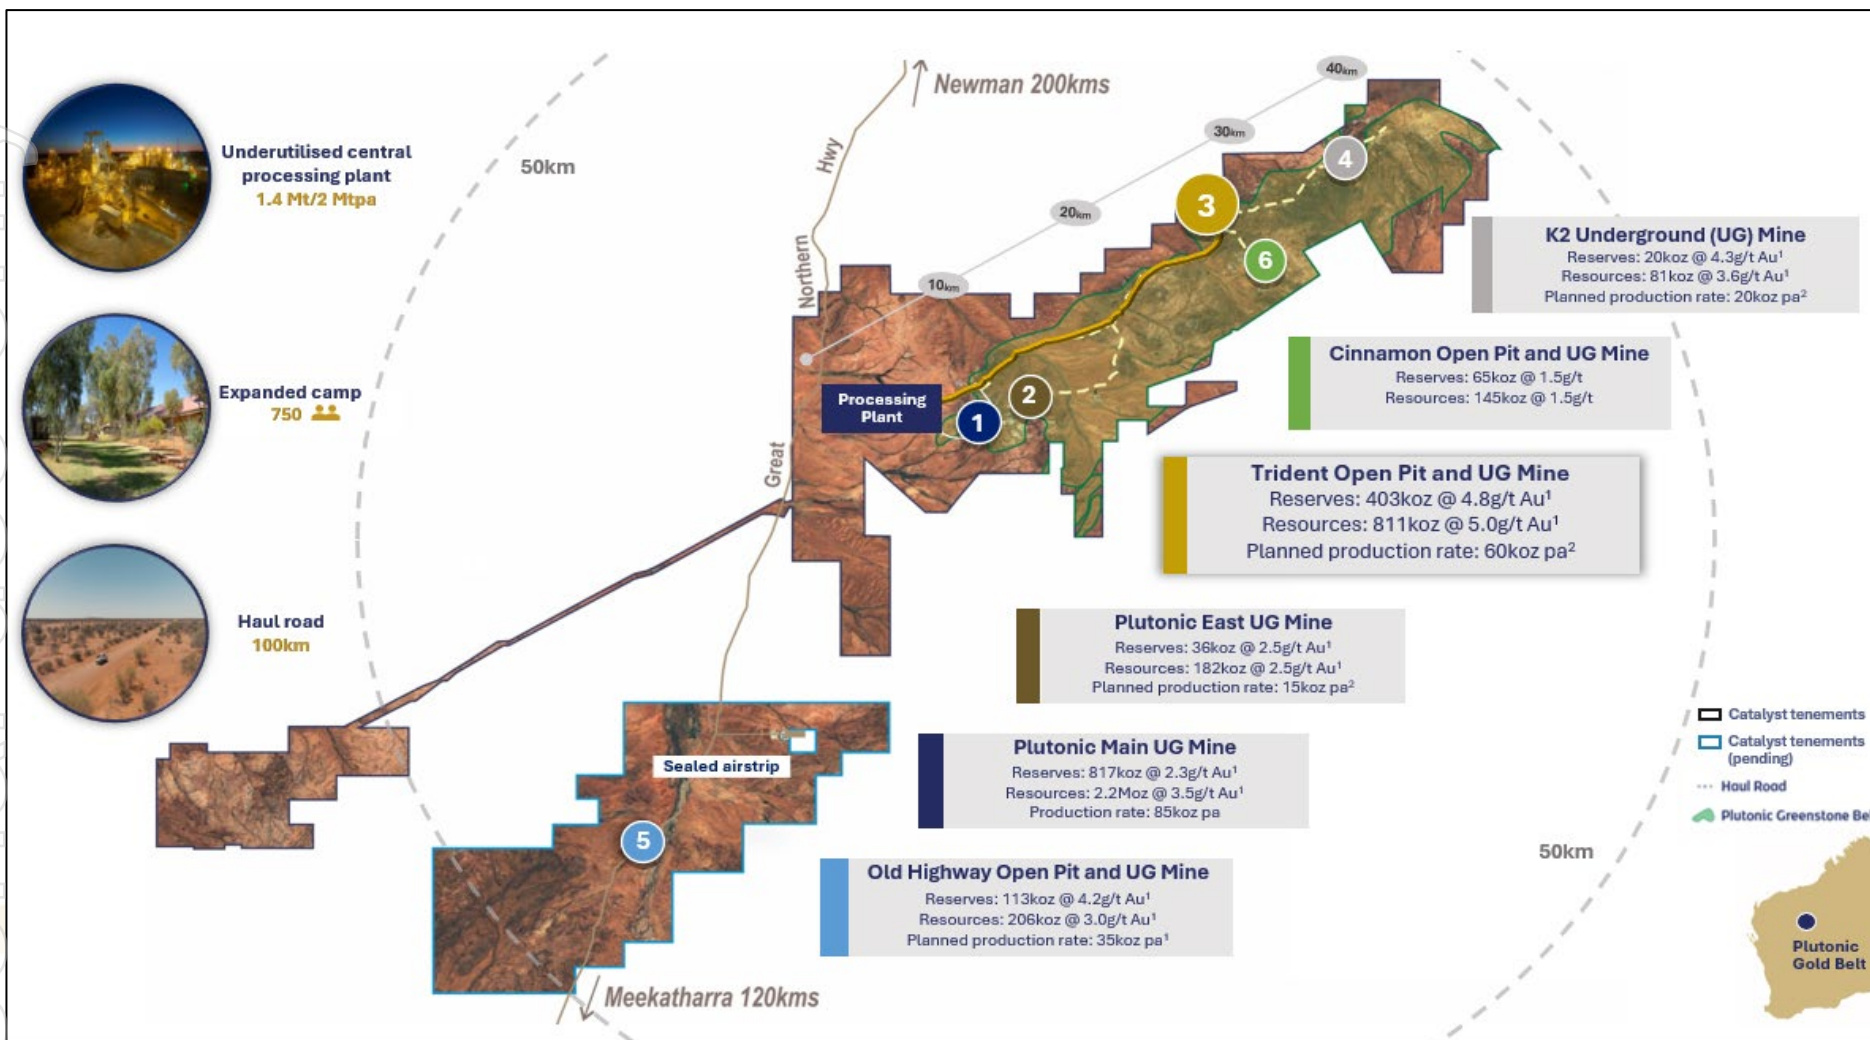 Newman 200kms
40km
30km
20km
10km
50km
Hwy
Northern
Great
Underutilised central
processing plant
1.4 Mt/2 Mtpa
Expanded camp
750
Haul road
100km
3
4
6
2
1
5
Processing
Plant
K2 Underground (UG) Mine
Reserves: 20koz @ 4.3g/t Au¹
Resources: 81koz @ 3.6g/t Au¹
Planned production rate: 20koz pa²
Cinnamon Open Pit and UG Mine
Reserves: 65koz @ 1.5g/t
Resources: 145koz @ 1.5g/t
Trident Open Pit and UG Mine
Reserves: 403koz @ 4.8g/t Au¹
Resources: 811koz @ 5.0g/t Au¹
Planned production rate: 60koz pa²
Plutonic East UG Mine
Reserves: 36koz @ 2.5g/t Au¹
Resources: 182koz @ 2.5g/t Au¹
Planned production rate: 15koz pa²
Plutonic Main UG Mine
Reserves: 817koz @ 2.3g/t Au¹
Resources: 2.2Moz @ 3.5g/t Au¹
Production rate: 85koz pa
Old Highway Open Pit and UG Mine
Reserves: 113koz @ 4.2g/t Au¹
Resources: 206koz @ 3.0g/t Au¹
Planned production rate: 35koz pa¹
Sealed airstrip
Meekatharra 120kms
50km
Catalyst tenements
Catalyst tenements
(pending)
Haul Road
Plutonic Greenstone Bel
Plutonic
Gold Belt